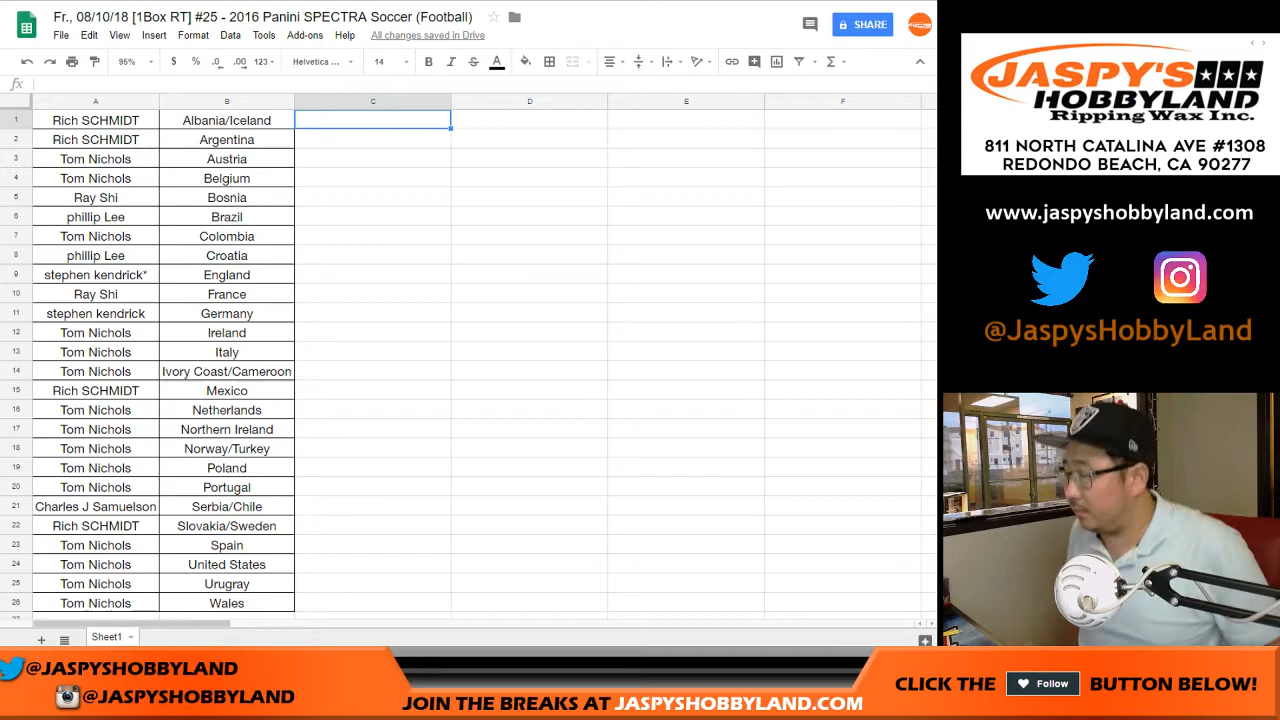 Fr., 08/10/18 [1Box RT] #25 - 2016 Panini SPECTRA Soccer (Football)
File Edit View Insert Format Data Tools Add-ons Help All changes saved in Drive
SHARE
95% $ % .0 .00 123 Helvetica ... 14 B I S A
fx
A B C D E F
1 Rich SCHMIDT Albania/Iceland
2 Rich SCHMIDT Argentina
3 Tom Nichols Austria
4 Tom Nichols Belgium
5 Ray Shi Bosnia
6 phillip Lee Brazil
7 Tom Nichols Colombia
8 phillip Lee Croatia
9 stephen kendrick* England
10 Ray Shi France
11 stephen kendrick Germany
12 Tom Nichols Ireland
13 Tom Nichols Italy
14 Tom Nichols Ivory Coast/Cameroon
15 Rich SCHMIDT Mexico
16 Tom Nichols Netherlands
17 Tom Nichols Northern Ireland
18 Tom Nichols Norway/Turkey
19 Tom Nichols Poland
20 Tom Nichols Portugal
21 Charles J Samuelson Serbia/Chile
22 Rich SCHMIDT Slovakia/Sweden
23 Tom Nichols Spain
24 Tom Nichols United States
25 Tom Nichols Urugray
26 Tom Nichols Wales
Sheet1
JASPY'S
HOBBYLAND
Ripping Wax Inc.
811 NORTH CATALINA AVE #1308
REDONDO BEACH, CA 90277
www.jaspyshobbyland.com
@JaspysHobbyLand
@JASPYSHOBBYLAND
@JASPYSHOBBYLAND
JOIN THE BREAKS AT JASPYSHOBBYLAND.COM
CLICK THE Follow BUTTON BELOW!